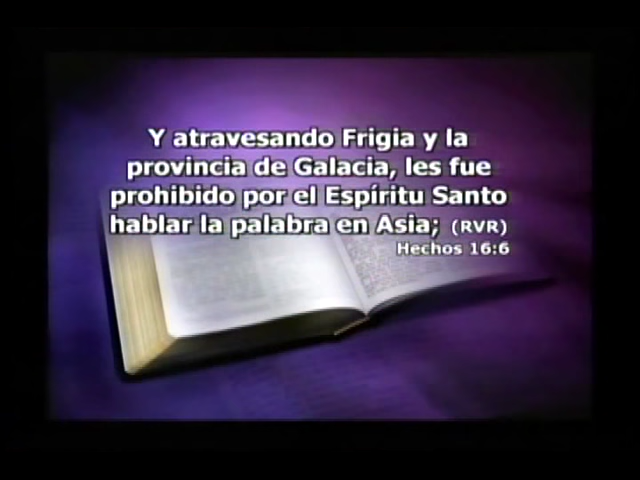 Y atravesando Frigia y la
provincia de Galacia, les fue
prohibido por el Espíritu Santo
hablar la palabra en Asia; (RVR)
Hechos 16:6